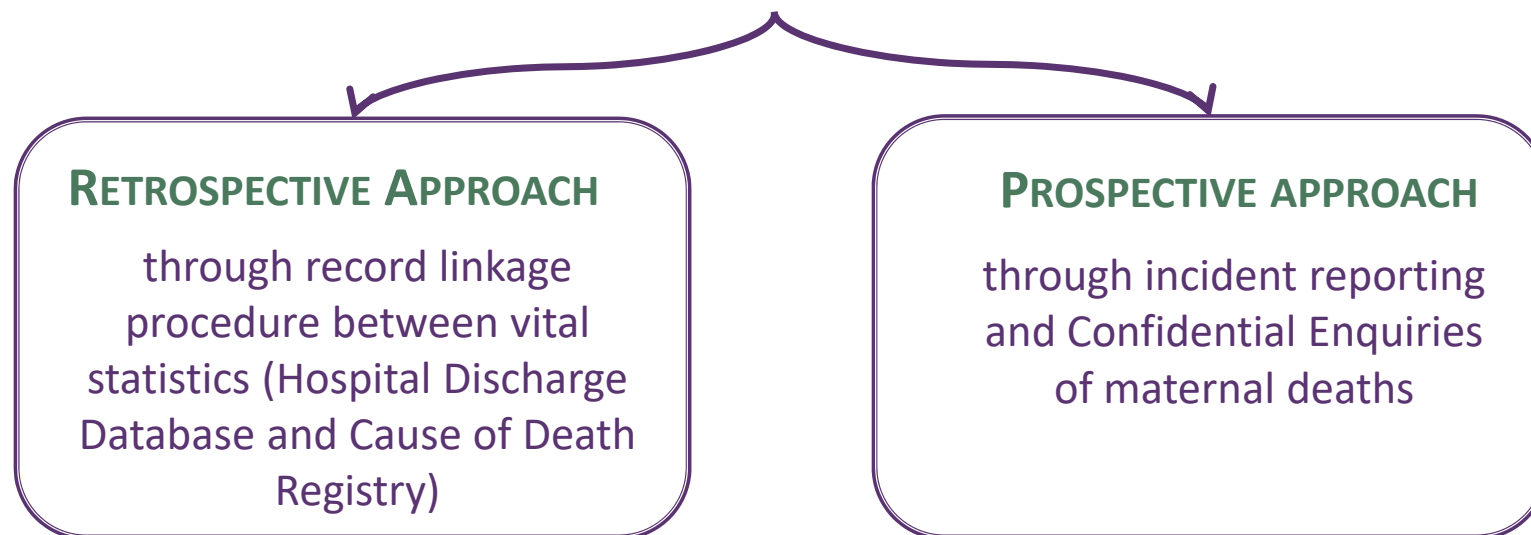 RETROSPECTIVE APPROACH
through record linkage
procedure between vital
statistics (Hospital Discharge
Database and Cause of Death
Registry)
PROSPECTIVE APPROACH
through incident reporting
and Confidential Enquiries
of maternal deaths